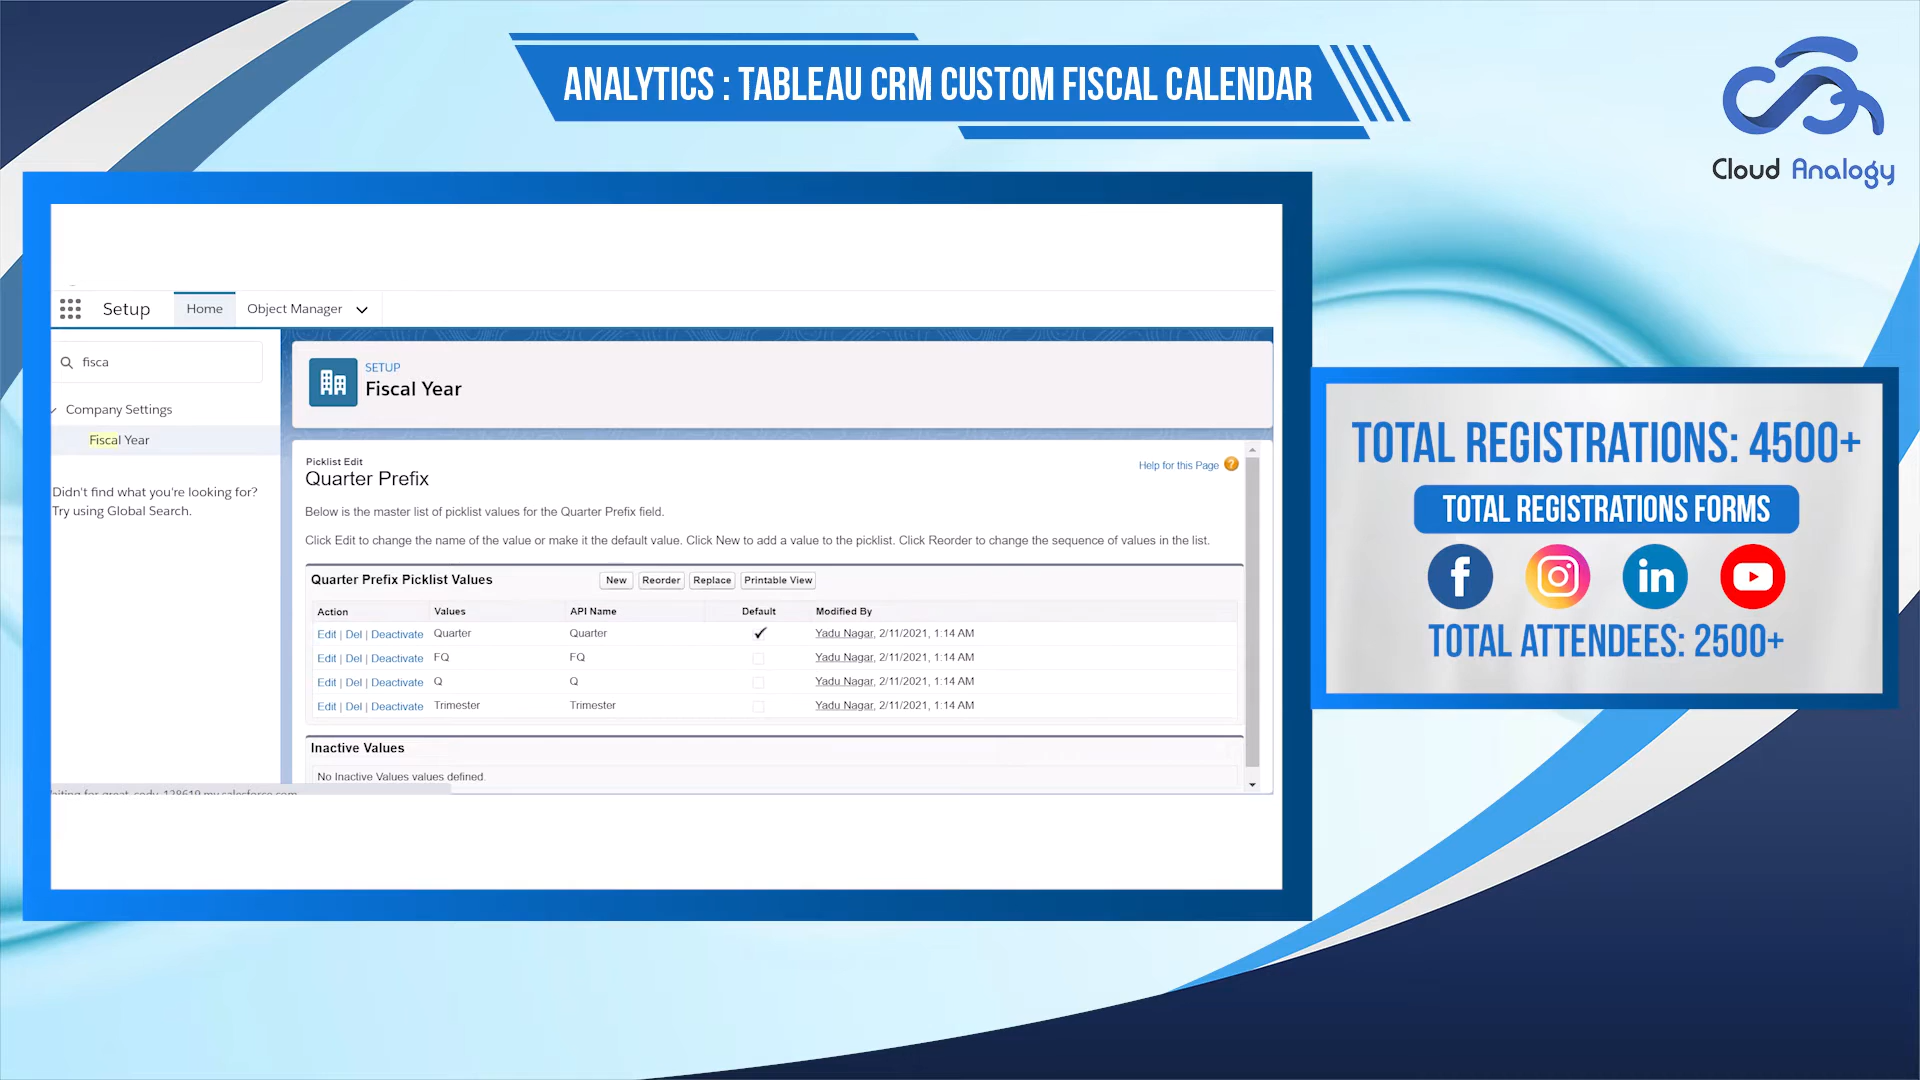 ANALYTICS : TABLEAU CRM CUSTOM FISCAL CALENDAR
Cloud Analogy
Setup
Home
Object Manager
fisca
Company Settings
Fiscal Year
Didn't find what you're looking for?
Try using Global Search.
SETUP
Fiscal Year
Picklist Edit
Quarter Prefix
Help for this Page
Below is the master list of picklist values for the Quarter Prefix field.
Click Edit to change the name of the value or make it the default value. Click New to add a value to the picklist. Click Reorder to change the sequence of values in the list.
Quarter Prefix Picklist Values
New Reorder Replace Printable View
Action Values API Name Default Modified By
Edit | Del | Deactivate Quarter Quarter Yadu Nagar, 2/11/2021, 1:14 AM
Edit | Del | Deactivate FQ FQ Yadu Nagar, 2/11/2021, 1:14 AM
Edit | Del | Deactivate Q Q Yadu Nagar, 2/11/2021, 1:14 AM
Edit | Del | Deactivate Trimester Trimester Yadu Nagar, 2/11/2021, 1:14 AM
Inactive Values
No Inactive Values values defined
TOTAL REGISTRATIONS: 4500+
TOTAL REGISTRATIONS FORMS
TOTAL ATTENDEES: 2500+